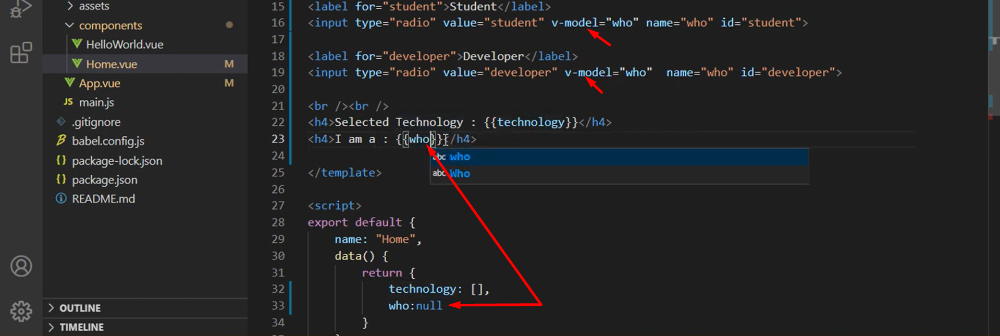 assets
components
HelloWorld.vue
Home.vue M
App.vue M
JS main.js
.gitignore
babel.config.js
{} package-lock.json
{} package.json
README.md
OUTLINE
TIMELINE
15 <label for="student">Student</label>
16 <input type="radio" value="student" v-model="who" name="who" id="student">
17
18 <label for="developer">Developer</label>
19 <input type="radio" value="developer" v-model="who" name="who" id="developer">
20
21 <br /><br />
22 <h4>Selected Technology : {{technology}}</h4>
23 <h4>I am a : {{who}}</h4>
abc who
24
25 </template>
abc Who
26
27 <script>
28 export default {
29 name: "Home",
30 data() {
31 return {
32 technology: [],
33 who:null
34 }